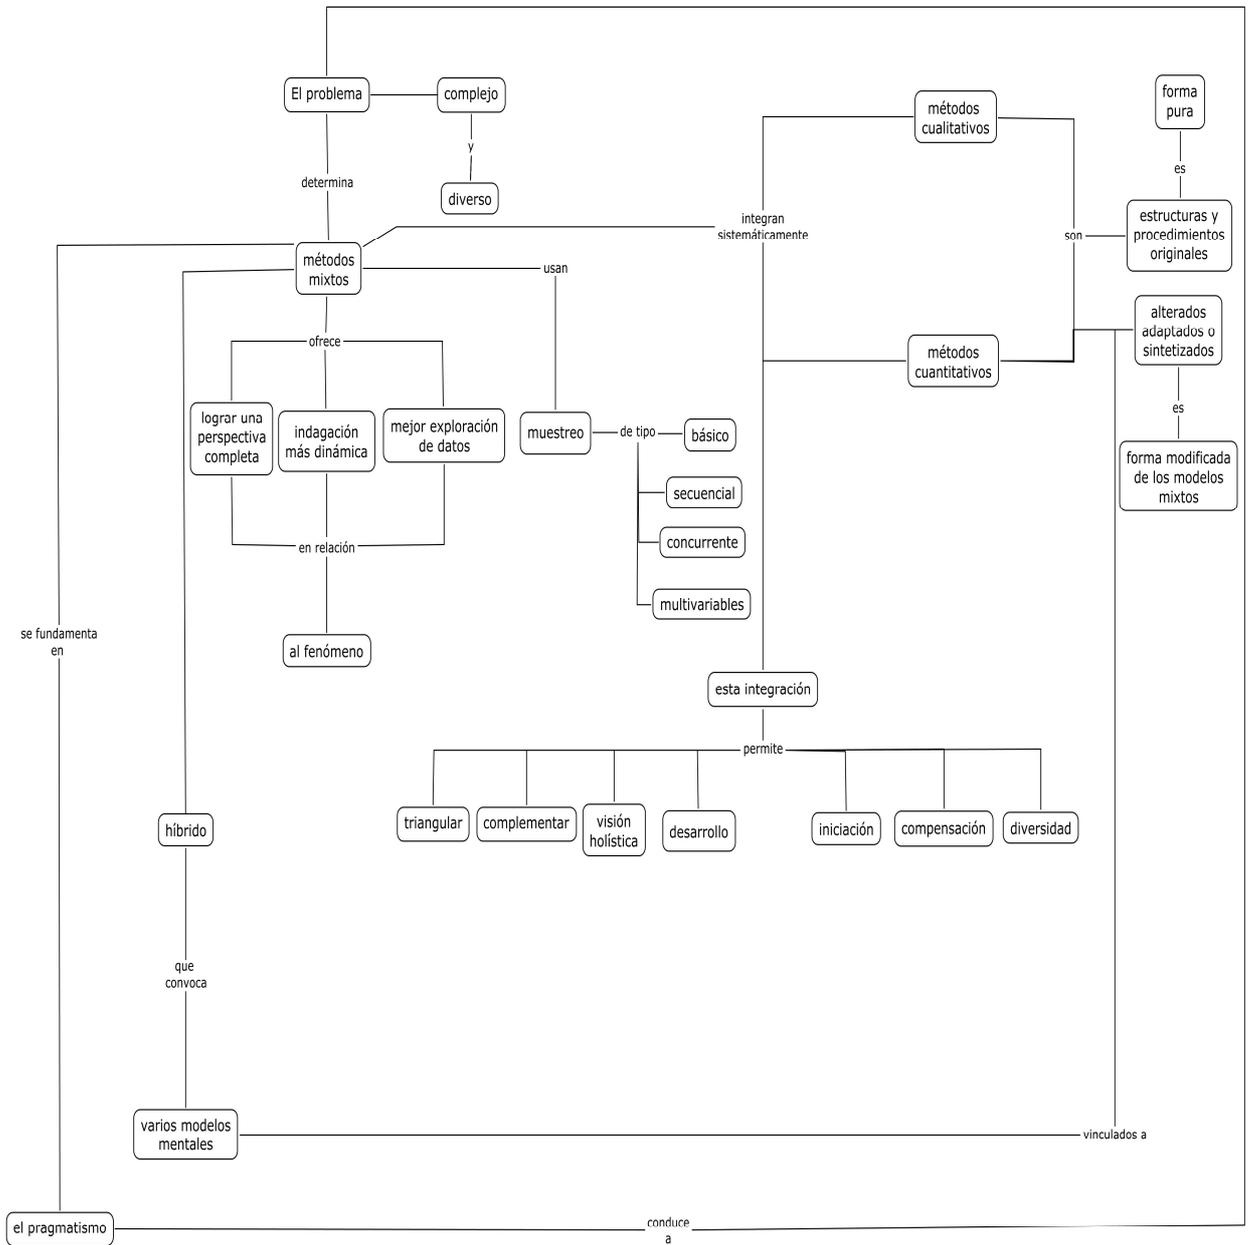 El problema
complejo
y
diverso
determina
métodos
mixtos
ofrece
lograr una
perspectiva
completa
indagación
más dinámica
mejor exploración
de datos
en relación
al fenómeno
usan
muestreo
de tipo
básico
secuencial
concurrente
multivariables
integran
sistemáticamente
métodos
cualitativos
métodos
cuantitativos
son
forma
pura
es
estructuras y
procedimientos
originales
alterados
adaptados o
sintetizados
es
forma modificada
de los modelos
mixtos
esta integración
permite
triangular
complementar
visión
holística
desarrollo
iniciación
compensación
diversidad
se fundamenta
en
híbrido
que
convoca
varios modelos
mentales
vinculados a
el pragmatismo
conduce
a